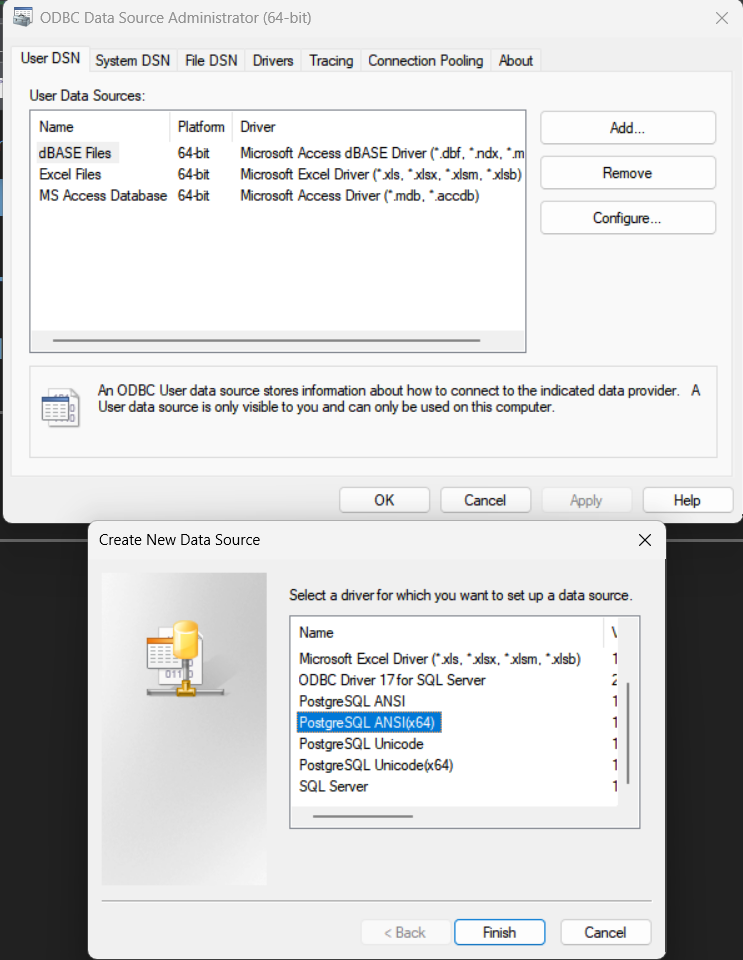 ODBC Data Source Administrator (64-bit)
User DSN System DSN File DSN Drivers Tracing Connection Pooling About
User Data Sources:
Name Platform Driver
dBASE Files 64-bit Microsoft Access dBASE Driver (*.dbf, *.ndx, *.m
Excel Files 64-bit Microsoft Excel Driver (*.xls, *.xlsx, *.xlsm, *.xlsb)
MS Access Database 64-bit Microsoft Access Driver (*.mdb, *.accdb)
Add...
Remove
Configure...
An ODBC User data source stores information about how to connect to the indicated data provider. A
User data source is only visible to you and can only be used on this computer.
OK Cancel Apply Help
Create New Data Source
Select a driver for which you want to set up a data source.
Name
Microsoft Excel Driver (*.xls, *.xlsx, *.xlsm, *.xlsb) 1
ODBC Driver 17 for SQL Server 2
PostgreSQL ANSI 1
PostgreSQL ANSI(x64) 1
PostgreSQL Unicode 1
PostgreSQL Unicode(x64) 1
SQL Server 1
< Back Finish Cancel